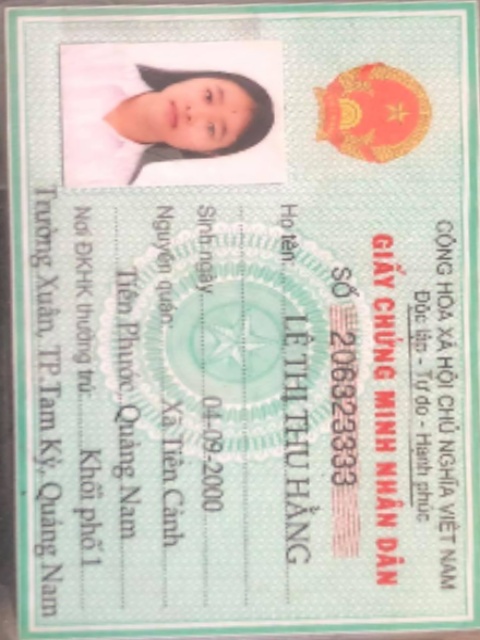 CỘNG HÒA XÃ HỘI CHỦ NGHĨA VIỆT NAM
Độc lập - Tự do - Hạnh phúc
GIẤY CHỨNG MINH NHÂN DÂN
SỐ 206323333
Họ tên: LÊ THỊ THU HẰNG
Sinh ngày: 04-09-2000
Nguyên quán: Xã Tiên Cảnh
Tiên Phước, Quảng Nam
Nơi ĐKHK thường trú: Khối phố 1
Trường Xuân, TP.Tam Kỳ, Quảng Nam